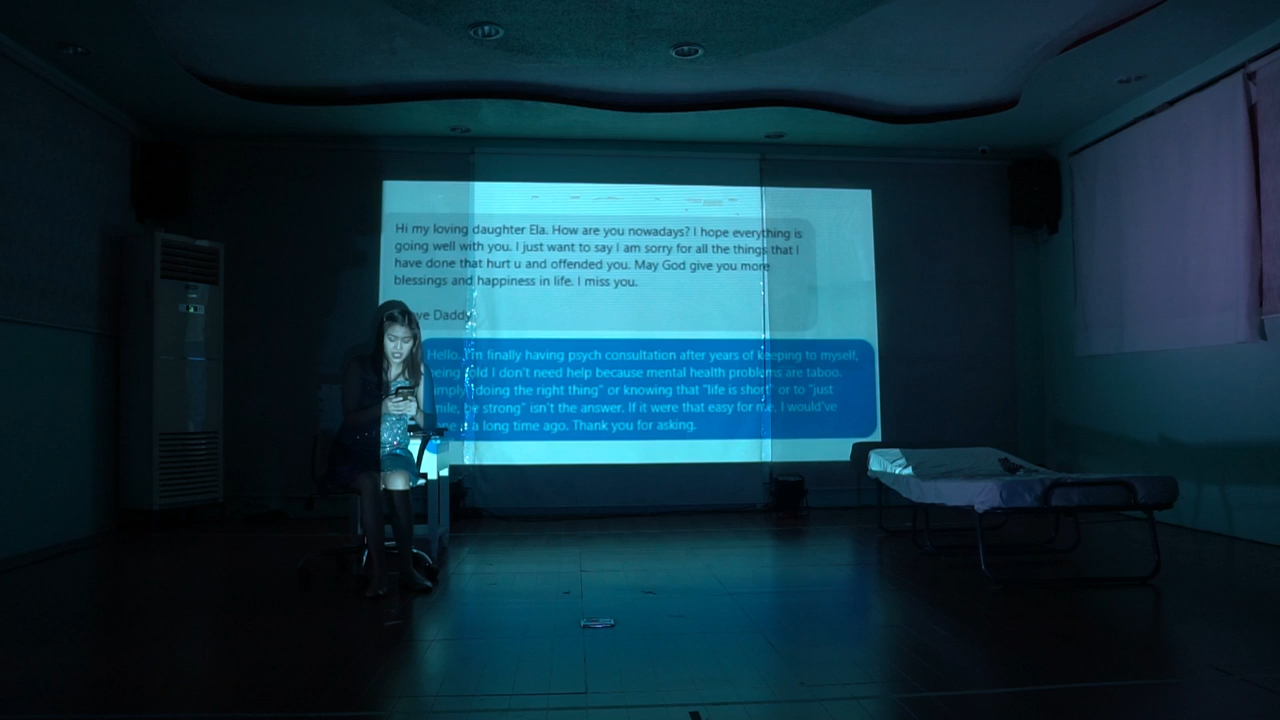 Hi my loving daughter Ela. How are you nowadays? I hope everything is
going well with you. I just want to say I am sorry for all the things that I
have done that hurt u and offended you. May God give you more
blessings and happiness in life. I miss you.
Daddy
Hello. I'm finally having psych consultation after years of keeping to myself,
being told I don't need help because mental health problems are taboo.
"doing the right thing" or knowing that "life is short" or to "just
smile, be strong" isn't the answer. If it were that easy for me, I would've
a long time ago. Thank you for asking.